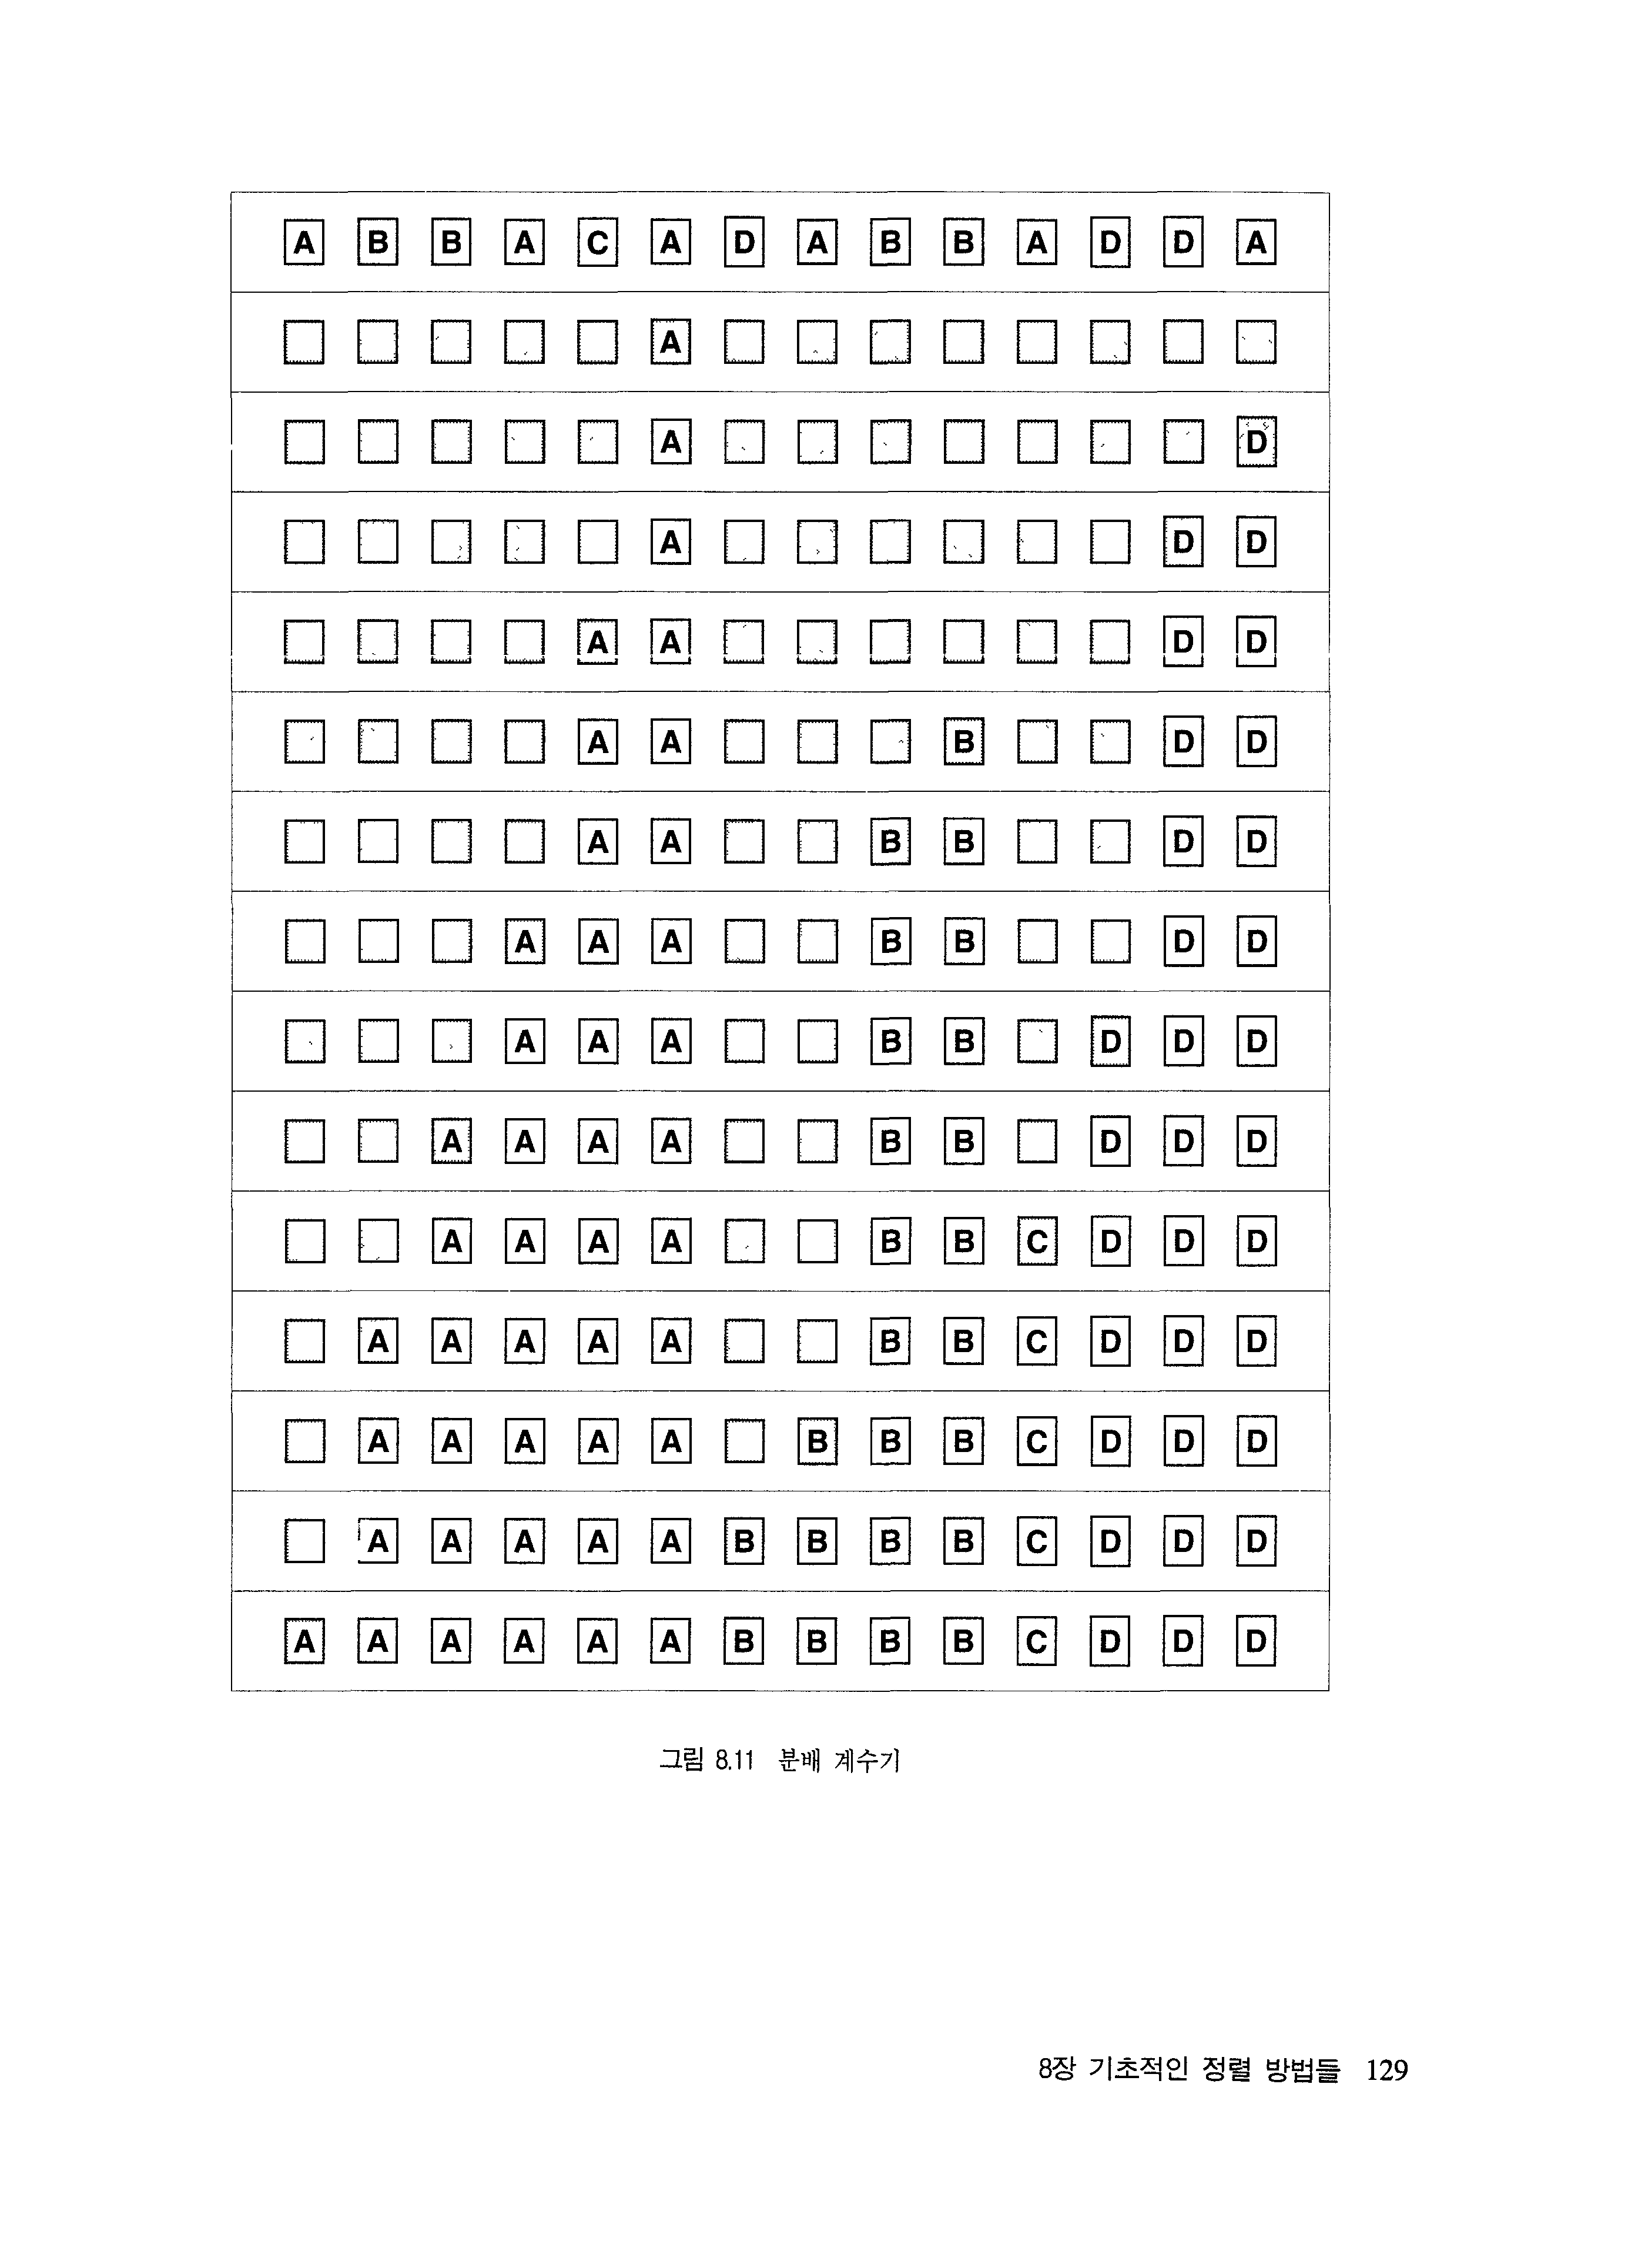 A B B A C A D A B B A D D A
A
A D
A D D
A A D D
A A B D D
A A B B D D
A A A B B D D
A A A B B D D D
A A A A B B D D D
A A A A B B C D D D
A A A A A B B C D D D
A A A A A B B B C D D D
A A A A A B B B B C D D D
A A A A A A B B B B C D D D
그림 8.11 분배 계수기
8장 기초적인 정렬 방법들 129